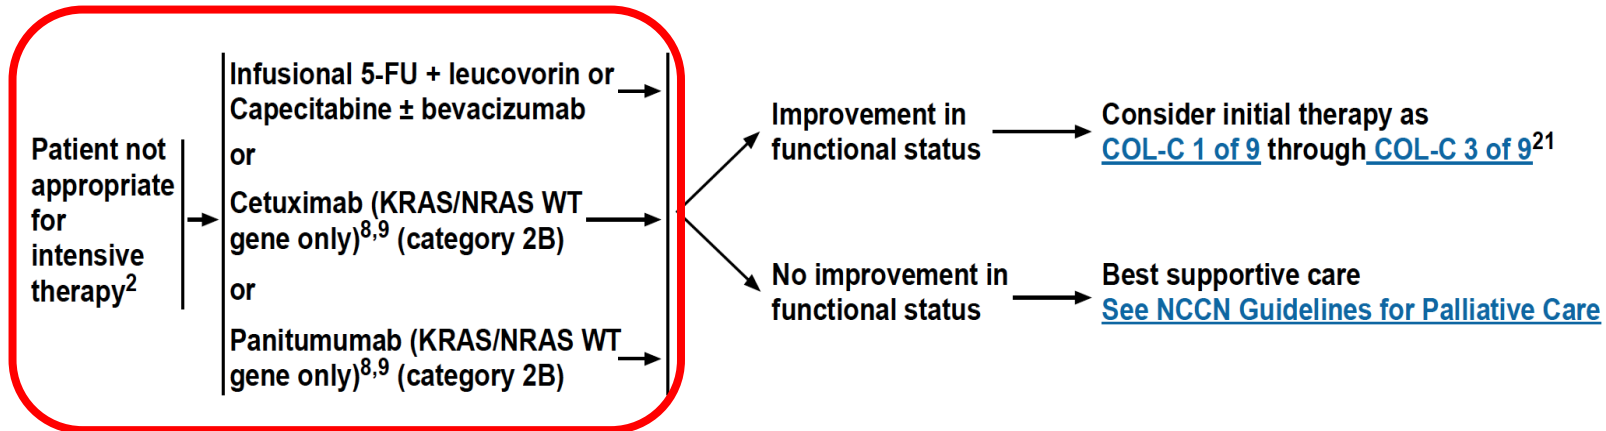 Patient not
appropriate
for
intensive
therapy2
Infusional 5-FU + leucovorin or
Capecitabine ± bevacizumab
or
Cetuximab (KRAS/NRAS WT
gene only)8,9 (category 2B)
or
Panitumumab (KRAS/NRAS WT
gene only)8,9 (category 2B)
Improvement in
functional status
Consider initial therapy as
COL-C 1 of 9 through COL-C 3 of 921
No improvement in
functional status
Best supportive care
See NCCN Guidelines for Palliative Care